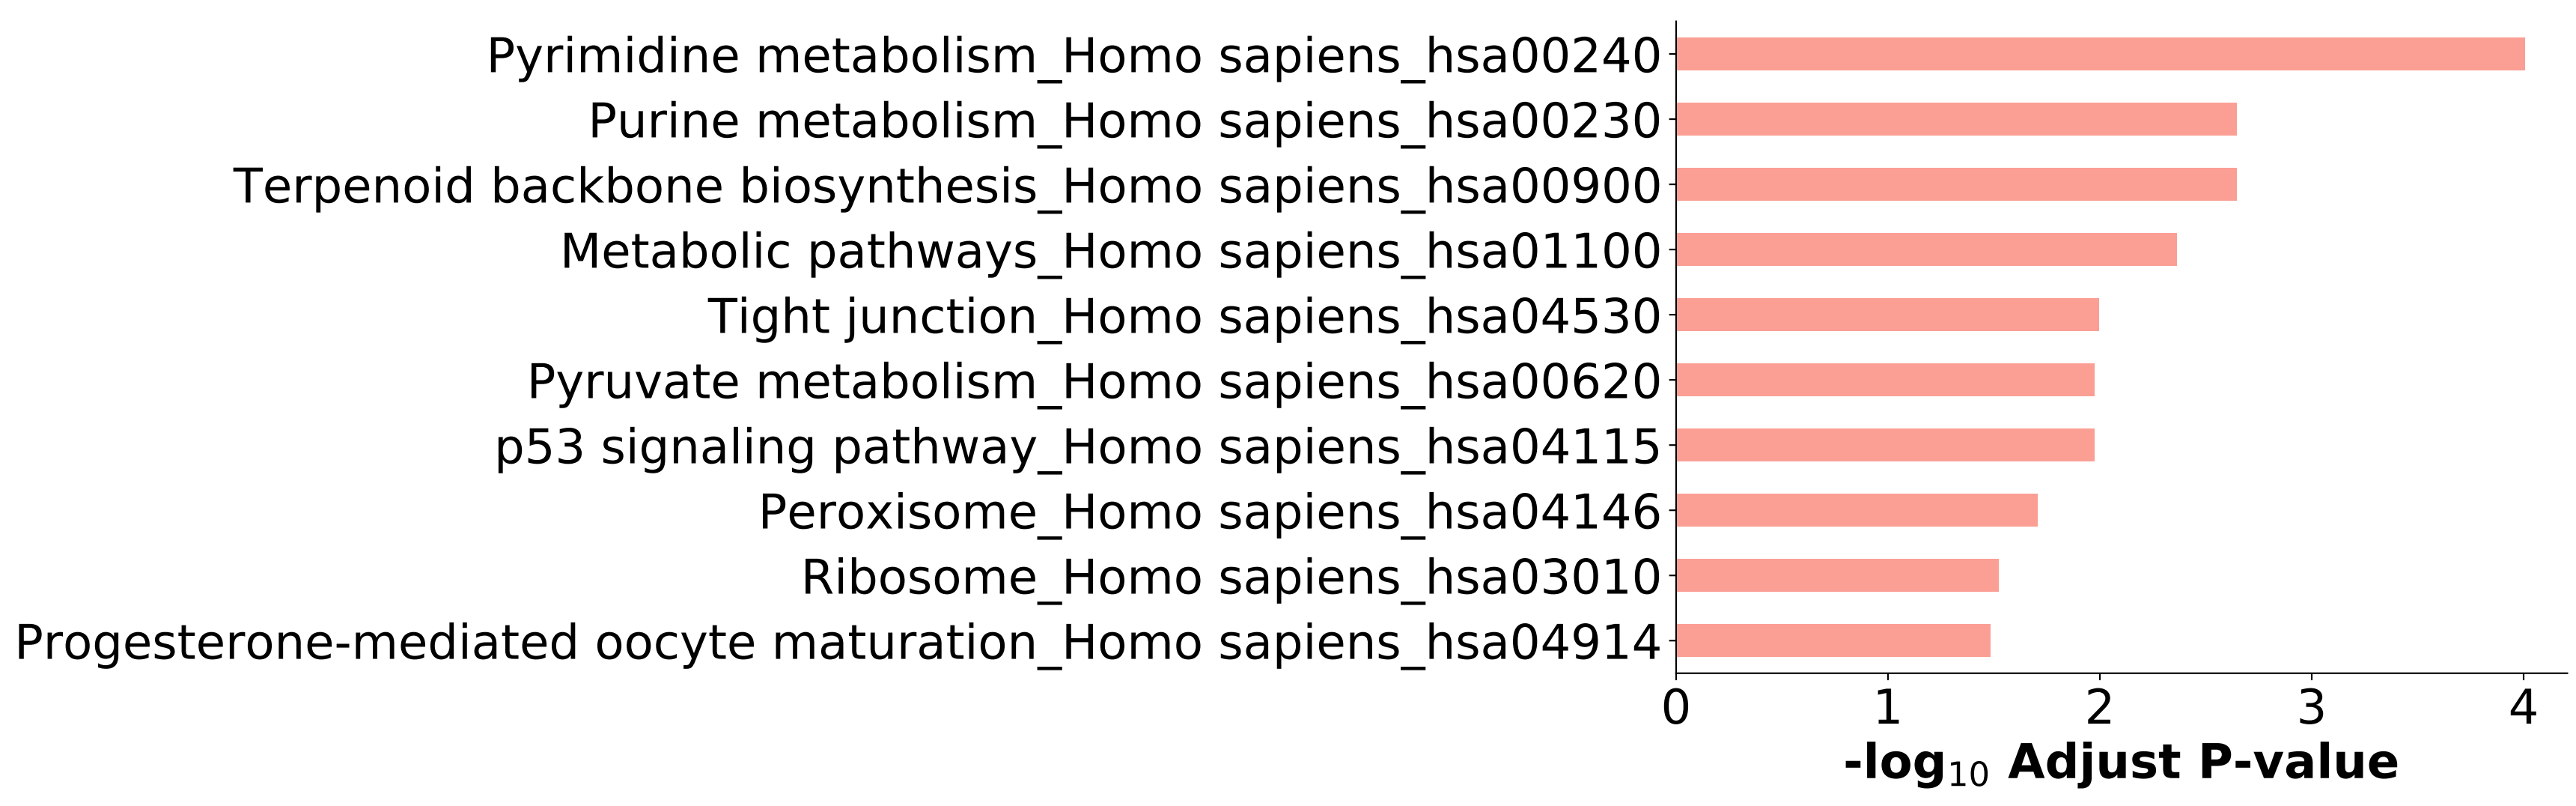 Pyrimidine metabolism_Homo sapiens_hsa00240
Purine metabolism_Homo sapiens_hsa00230
Terpenoid backbone biosynthesis_Homo sapiens_hsa00900
Metabolic pathways_Homo sapiens_hsa01100
Tight junction_Homo sapiens_hsa04530
Pyruvate metabolism_Homo sapiens_hsa00620
p53 signaling pathway_Homo sapiens_hsa04115
Peroxisome_Homo sapiens_hsa04146
Ribosome_Homo sapiens_hsa03010
Progesterone-mediated oocyte maturation_Homo sapiens_hsa04914
0 1 2 3 4
-log₁₀ Adjust P-value